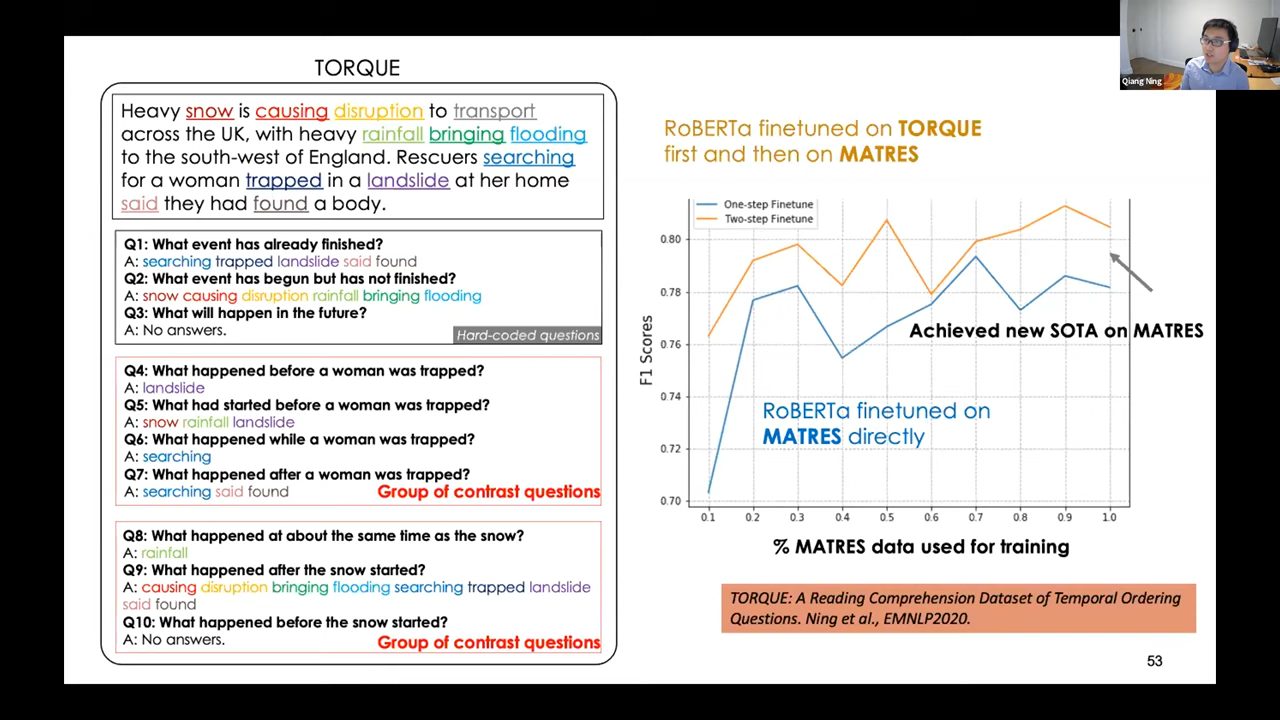 TORQUE
Heavy snow is causing disruption to transport
across the UK, with heavy rainfall bringing flooding
to the south-west of England. Rescuers searching
for a woman trapped in a landslide at her home
said they had found a body.
Q1: What event has already finished?
A: searching trapped landslide said found
Q2: What event has begun but has not finished?
A: snow causing disruption rainfall bringing flooding
Q3: What will happen in the future?
A: No answers.
Hard-coded questions
Q4: What happened before a woman was trapped?
A: landslide
Q5: What had started before a woman was trapped?
A: snow rainfall landslide
Q6: What happened while a woman was trapped?
A: searching
Q7: What happened after a woman was trapped?
A: searching said found
Group of contrast questions
Q8: What happened at about the same time as the snow?
A: rainfall
Q9: What happened after the snow started?
A: causing disruption bringing flooding searching trapped landslide
said found
Q10: What happened before the snow started?
A: No answers.
Group of contrast questions
Qiang Ning
RoBERTa finetuned on TORQUE
first and then on MATRES
One-step Finetune
Two-step Finetune
0.80
0.78
0.76
0.74
0.72
0.70
F1 Scores
Achieved new SOTA on MATRES
RoBERTa finetuned on
MATRES directly
0.1 0.2 0.3 0.4 0.5 0.6 0.7 0.8 0.9 1.0
% MATRES data used for training
TORQUE: A Reading Comprehension Dataset of Temporal Ordering
Questions. Ning et al., EMNLP2020.
53